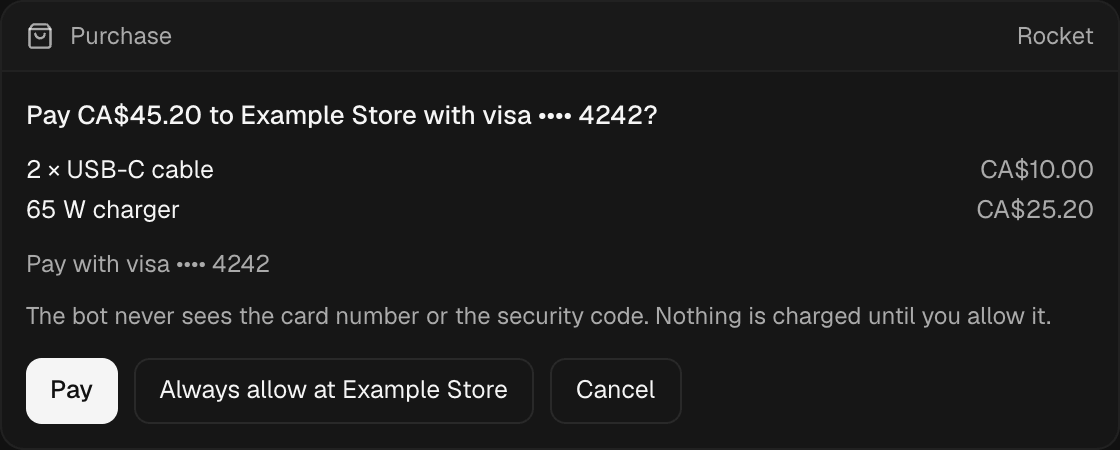 Purchase Rocket
Pay CA$45.20 to Example Store with visa •••• 4242?
2 × USB-C cable CA$10.00
65 W charger CA$25.20
Pay with visa •••• 4242
The bot never sees the card number or the security code. Nothing is charged until you allow it.
Pay Always allow at Example Store Cancel